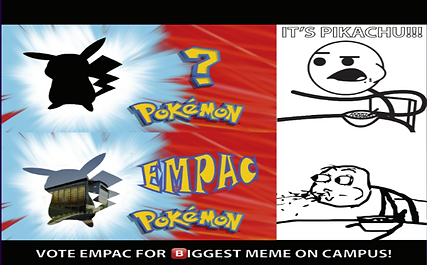 ?
POKéMON
IT'S PIKACHU!!!
EMPAC
POKéMON
VOTE EMPAC FOR BIGGEST MEME ON CAMPUS!